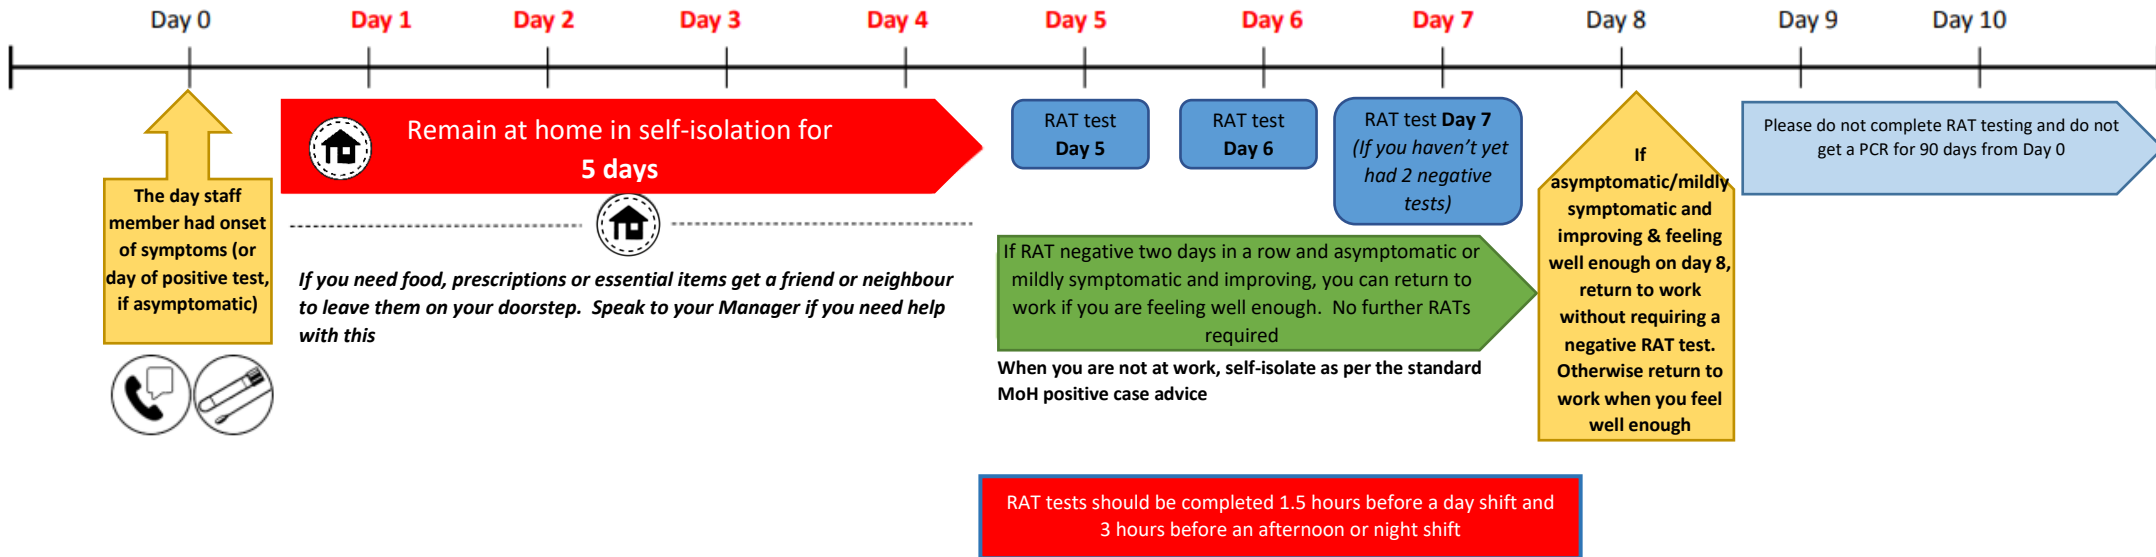 Day 0 Day 1 Day 2 Day 3 Day 4 Day 5 Day 6 Day 7 Day 8 Day 9 Day 10
The day staff
member had onset
of symptoms (or
day of positive test,
if asymptomatic)
Remain at home in self-isolation for
5 days
If you need food, prescriptions or essential items get a friend or neighbour
to leave them on your doorstep. Speak to your Manager if you need help
with this
RAT test
Day 5
RAT test
Day 6
RAT test Day 7
(If you haven't yet
had 2 negative
tests)
If RAT negative two days in a row and asymptomatic or
mildly symptomatic and improving, you can return to
work if you are feeling well enough. No further RATs
required
When you are not at work, self-isolate as per the standard
MoH positive case advice
If
asymptomatic/mildly
symptomatic and
improving & feeling
well enough on day 8,
return to work
without requiring a
negative RAT test.
Otherwise return to
work when you feel
well enough
Please do not complete RAT testing and do not
get a PCR for 90 days from Day 0
RAT tests should be completed 1.5 hours before a day shift and
3 hours before an afternoon or night shift